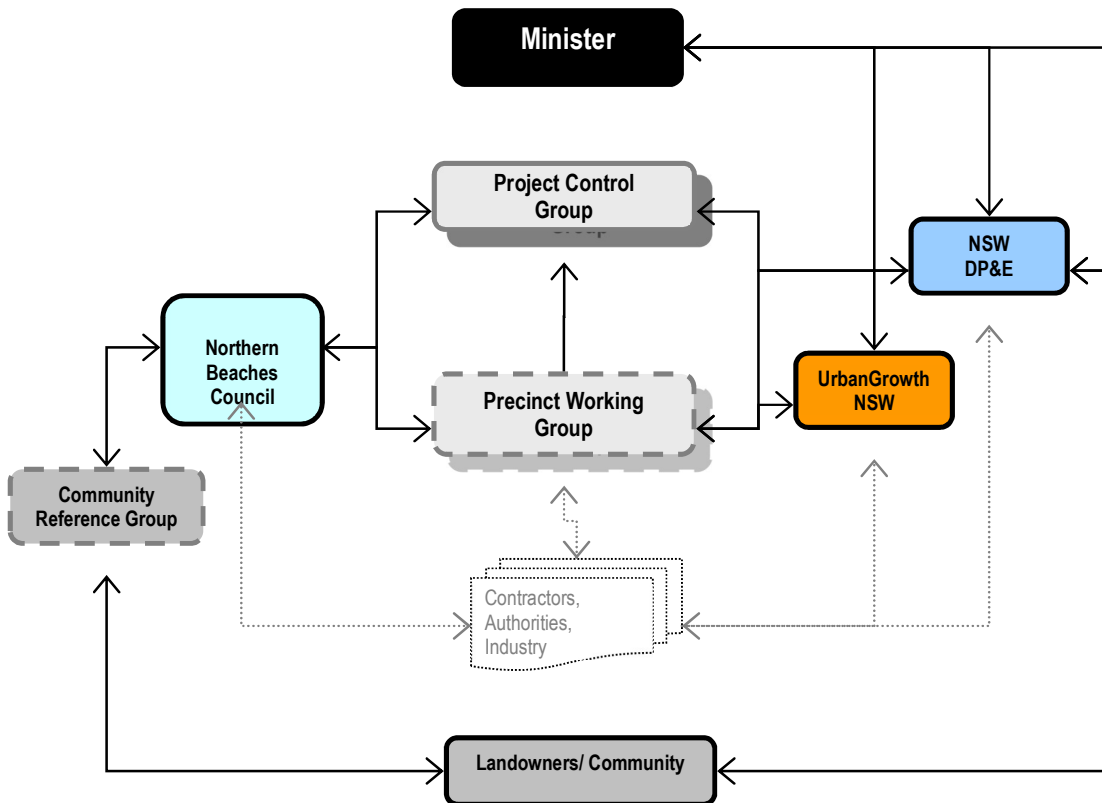 Minister
Project Control
Group
Group
NSW
DP&E
Northern
Beaches
Council
UrbanGrowth
NSW
Precinct Working
Group
Community
Reference Group
Contractors,
Authorities,
Industry
Landowners/ Community